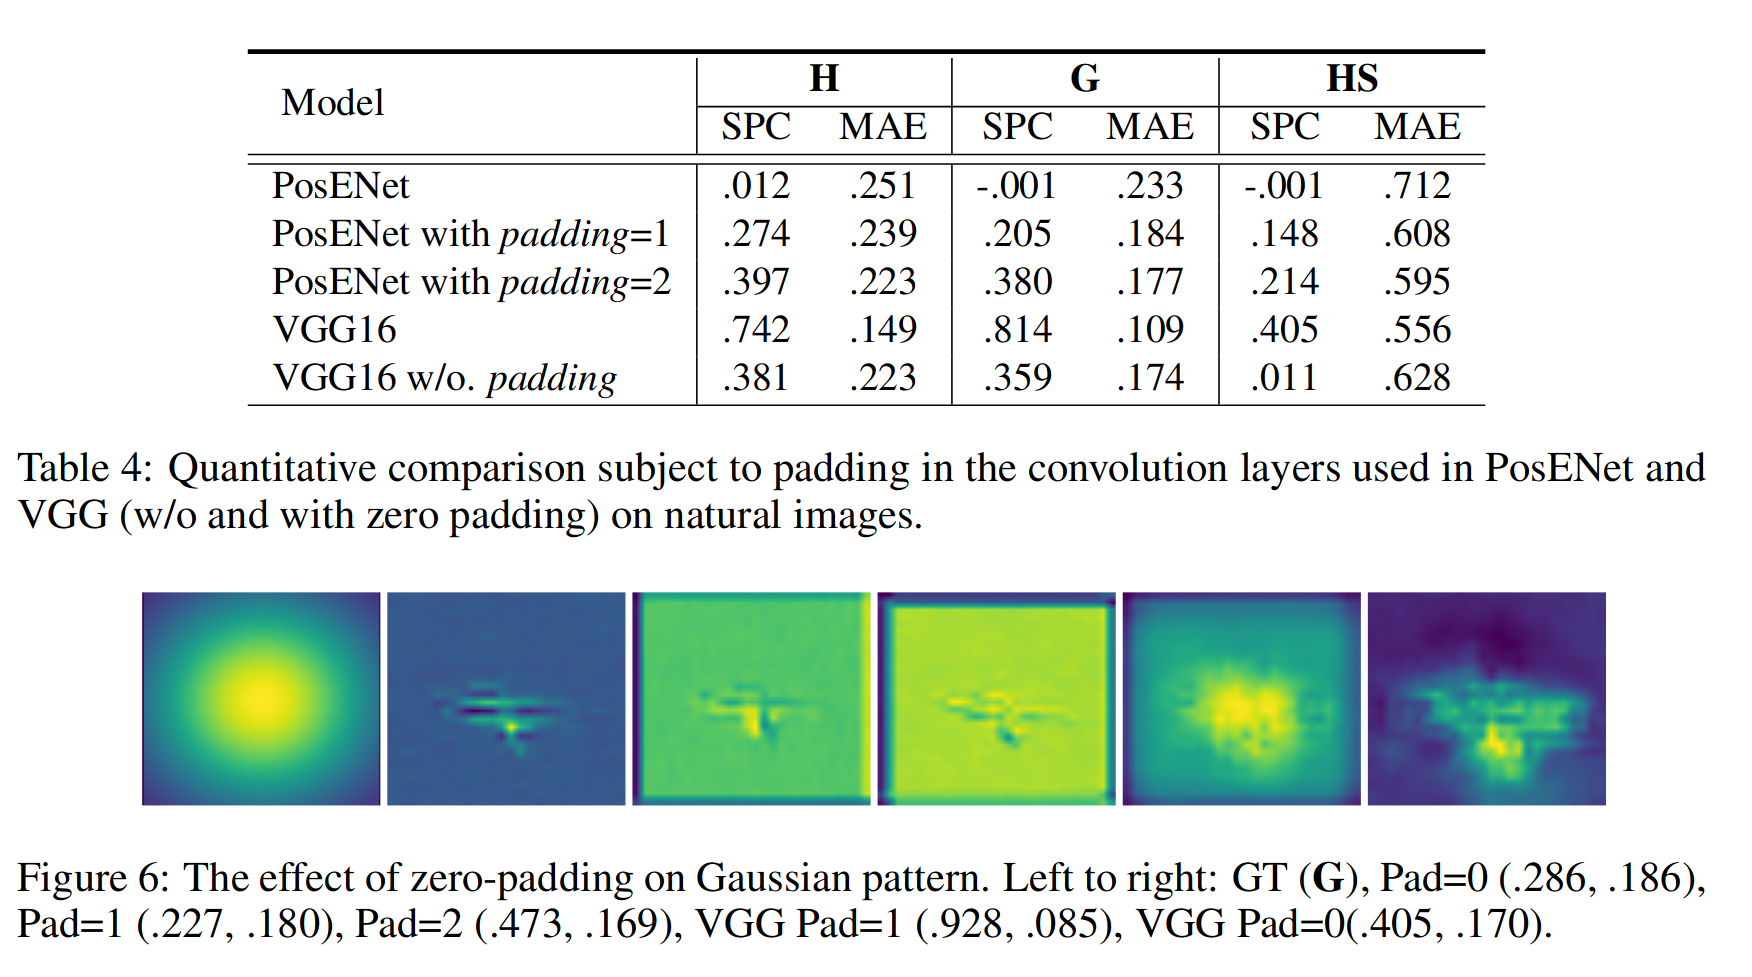 Model H G HS
SPC MAE SPC MAE SPC MAE
PosENet .012 .251 -.001 .233 -.001 .712
PosENet with padding=1 .274 .239 .205 .184 .148 .608
PosENet with padding=2 .397 .223 .380 .177 .214 .595
VGG16 .742 .149 .814 .109 .405 .556
VGG16 w/o. padding .381 .223 .359 .174 .011 .628
Table 4: Quantitative comparison subject to padding in the convolution layers used in PosENet and
VGG (w/o and with zero padding) on natural images.
Figure 6: The effect of zero-padding on Gaussian pattern. Left to right: GT (G), Pad=0 (.286, .186),
Pad=1 (.227, .180), Pad=2 (.473, .169), VGG Pad=1 (.928, .085), VGG Pad=0(.405, .170).